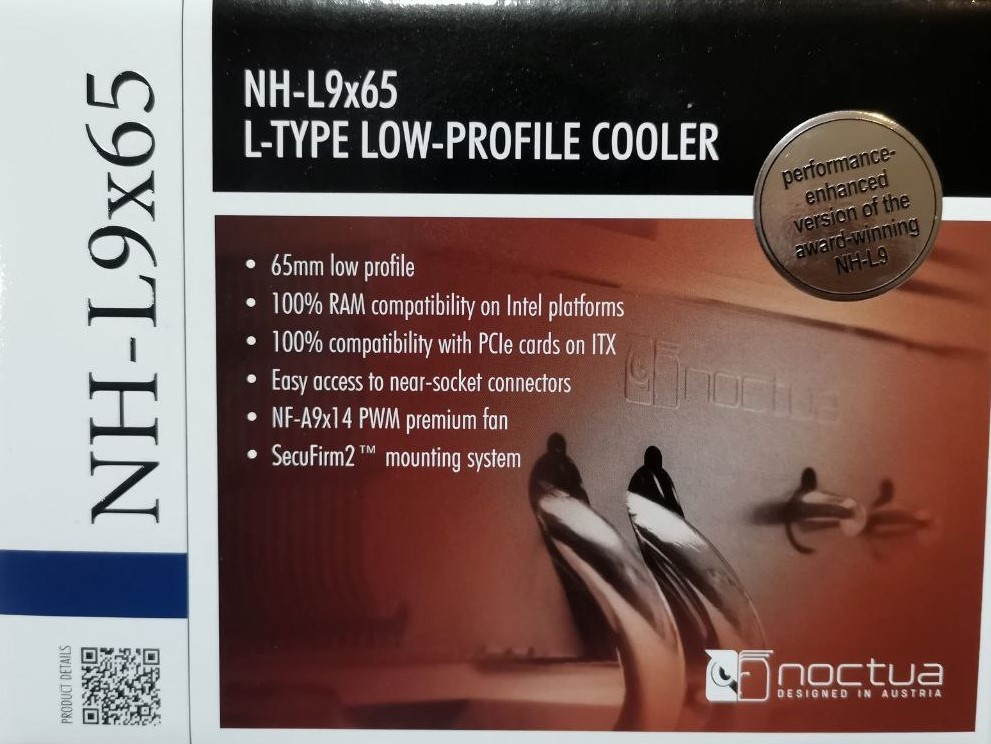 NH-L9x65
NH-L9x65
L-TYPE LOW-PROFILE COOLER
performance-
enhanced
version of the
award-winning
NH-L9
• 65mm low profile
• 100% RAM compatibility on Intel platforms
• 100% compatibility with PCIe cards on ITX
• Easy access to near-socket connectors
• NF-A9x14 PWM premium fan
• SecuFirm2™ mounting system
noctua
noctua
DESIGNED IN AUSTRIA
PRODUCT DETAILS